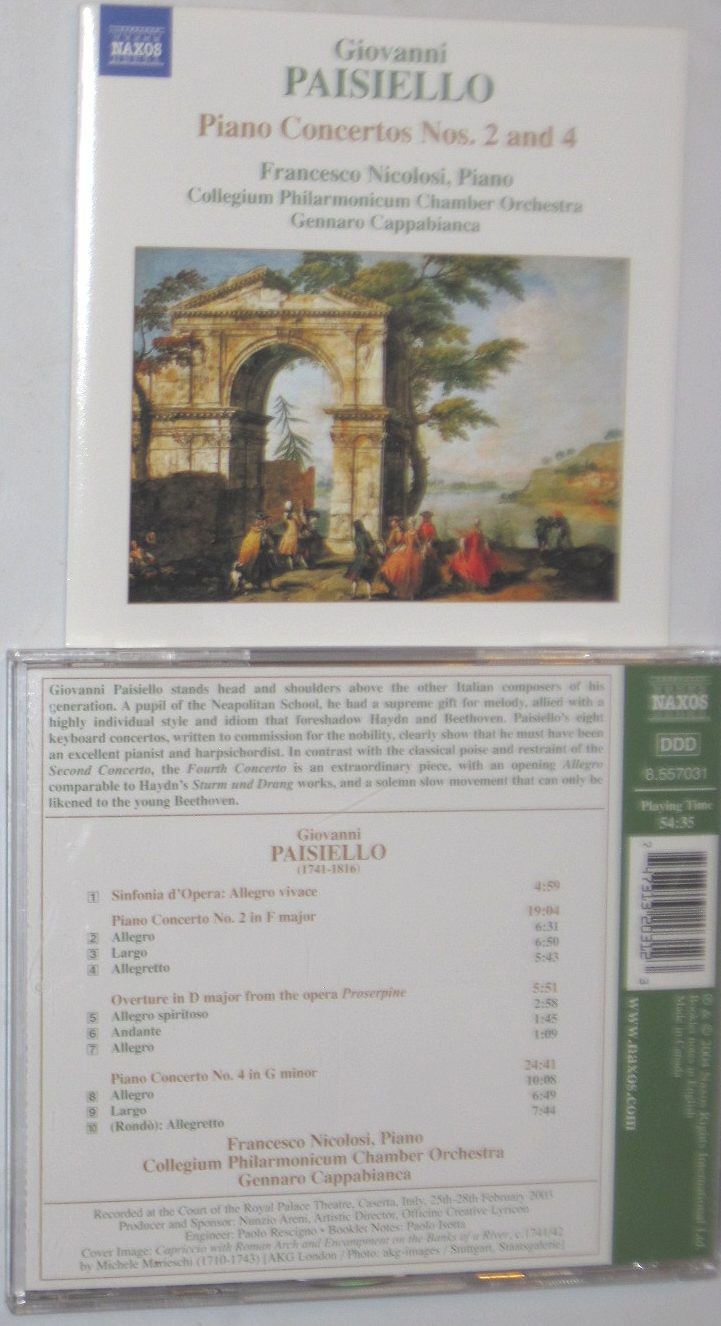 NAXOS
Giovanni
PAISIELLO
Piano Concertos Nos. 2 and 4
Francesco Nicolosi, Piano
Collegium Philarmonicum Chamber Orchestra
Gennaro Cappabianca
Giovanni Paisiello stands head and shoulders above the other Italian composers of his
generation. A pupil of the Neapolitan School, he had a supreme gift for melody, allied with a
highly individual style and idiom that foreshadow Haydn and Beethoven. Paisiello's eight
keyboard concertos, written to commission for the nobility, clearly show that he must have been
an excellent pianist and harpsichordist. In contrast with the classical poise and restraint of the
Second Concerto, the Fourth Concerto is an extraordinary piece, with an opening Allegro
comparable to Haydn's Sturm und Drang works, and a solemn slow movement that can only be
likened to the young Beethoven.
Giovanni
PAISIELLO
(1741-1816)
1 Sinfonia d'Opera: Allegro vivace 4:59
Piano Concerto No. 2 in F major 19:04
2 Allegro 6:31
3 Largo 6:50
4 Allegretto 5:43
Overture in D major from the opera Proserpine 5:51
5 Allegro spiritoso 2:58
6 Andante 1:45
7 Allegro 1:09
Piano Concerto No. 4 in G minor 24:41
8 Allegro 10:08
9 Largo 6:49
10 (Rondò): Allegretto 7:44
Francesco Nicolosi, Piano
Collegium Philarmonicum Chamber Orchestra
Gennaro Cappabianca
Recorded at the Court of the Royal Palace Theatre, Caserta, Italy, 25th-28th February 2003
Producer and Sponsor: Nunzio Areni, Artistic Director, Officine Creative Lyricon
Engineer: Paolo Rescigno • Booklet Notes: Paolo Isotta
Cover Image: Capriccio with Roman Arch and Encampment on the Banks of a River, c.1741/42
by Michele Marieschi (1710-1743) [AKG London / Photo: akg-images / Stuttgart, Staatsgalerie]
NAXOS
DDD
8.557031
Playing Time
54:35
2
47313 20312
3
℗ & © 2004 Naxos Rights International Ltd
Booklet notes in English
Made in Canada
www.naxos.com